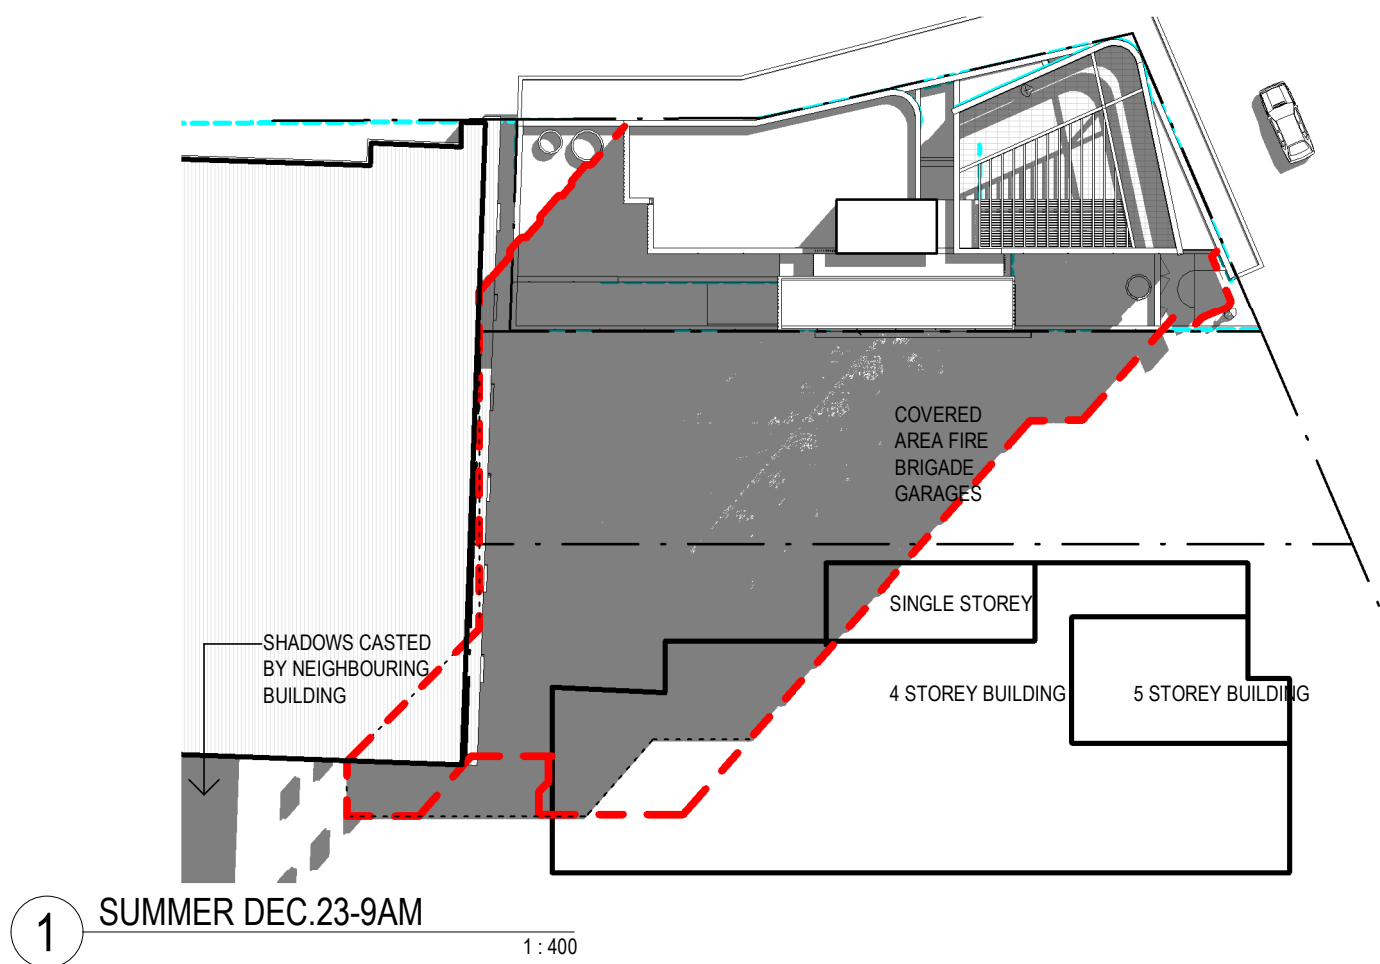 COVERED
AREA FIRE
BRIGADE
GARAGES
SINGLE STOREY
SHADOWS CASTED
BY NEIGHBOURING
BUILDING
4 STOREY BUILDING
5 STOREY BUILDING
1
SUMMER DEC.23-9AM
1 : 400